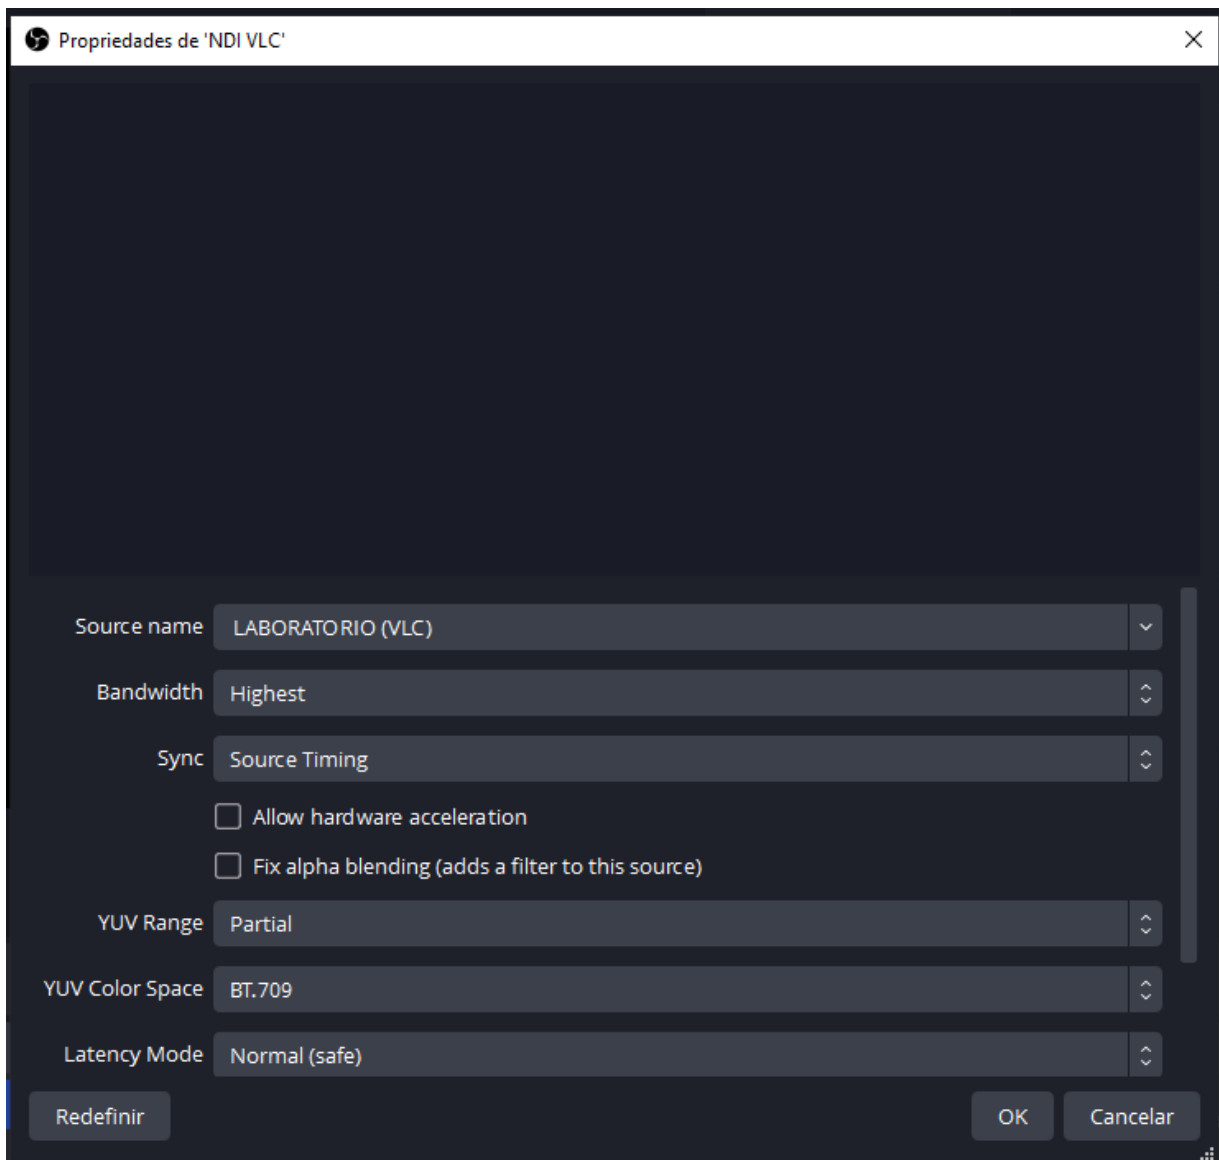 Propriedades de 'NDI VLC'
Source name LABORATORIO (VLC)
Bandwidth Highest
Sync Source Timing
Allow hardware acceleration
Fix alpha blending (adds a filter to this source)
YUV Range Partial
YUV Color Space BT.709
Latency Mode Normal (safe)
Redefinir OK Cancelar